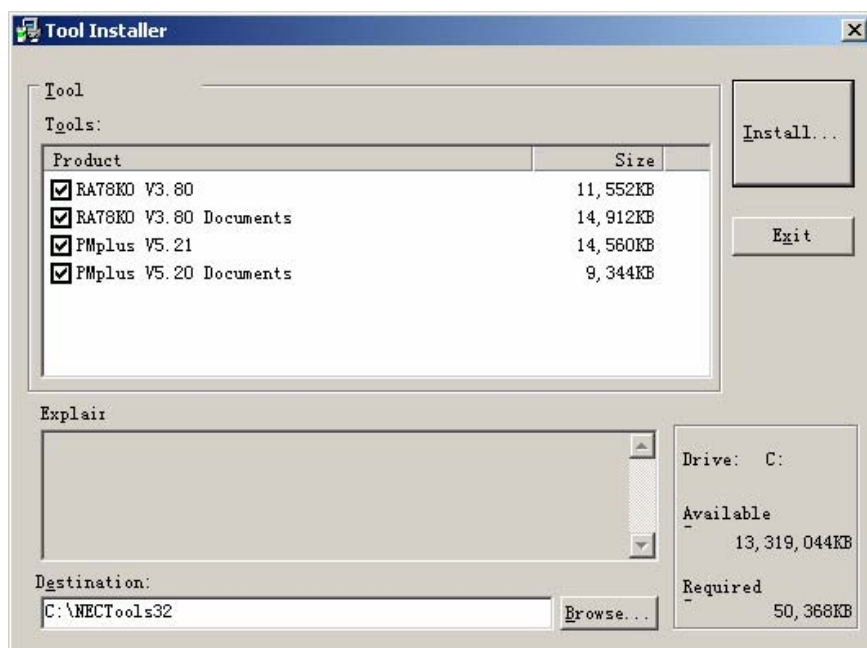 Tool Installer
Tool
Tools:
Product Size
RA78K0 V3.80 11,552KB
RA78K0 V3.80 Documents 14,912KB
PMplus V5.21 14,560KB
PMplus V5.20 Documents 9,344KB
Install...
Exit
Explair
Drive: C:
Available
13,319,044KB
Required
50,368KB
Destination:
C:\NECTools32
Browse...